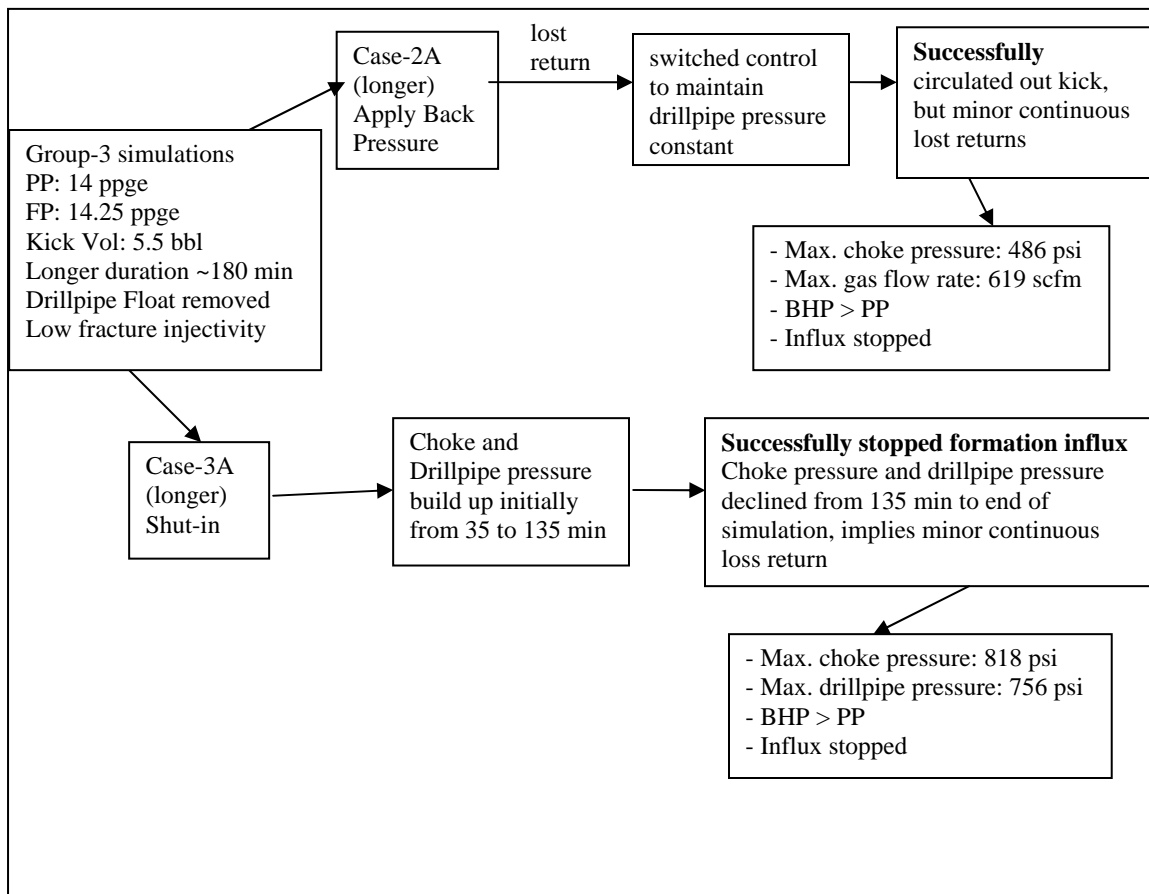 Group-3 simulations
PP: 14 ppge
FP: 14.25 ppge
Kick Vol: 5.5 bbl
Longer duration ~180 min
Drillpipe Float removed
Low fracture injectivity
Case-2A
(longer)
Apply Back
Pressure
lost
return
switched control
to maintain
drillpipe pressure
constant
Successfully
circulated out kick,
but minor continuous
lost returns
- Max. choke pressure: 486 psi
- Max. gas flow rate: 619 scfm
- BHP > PP
- Influx stopped
Case-3A
(longer)
Shut-in
Choke and
Drillpipe pressure
build up initially
from 35 to 135 min
Successfully stopped formation influx
Choke pressure and drillpipe pressure
declined from 135 min to end of
simulation, implies minor continuous
loss return
- Max. choke pressure: 818 psi
- Max. drillpipe pressure: 756 psi
- BHP > PP
- Influx stopped